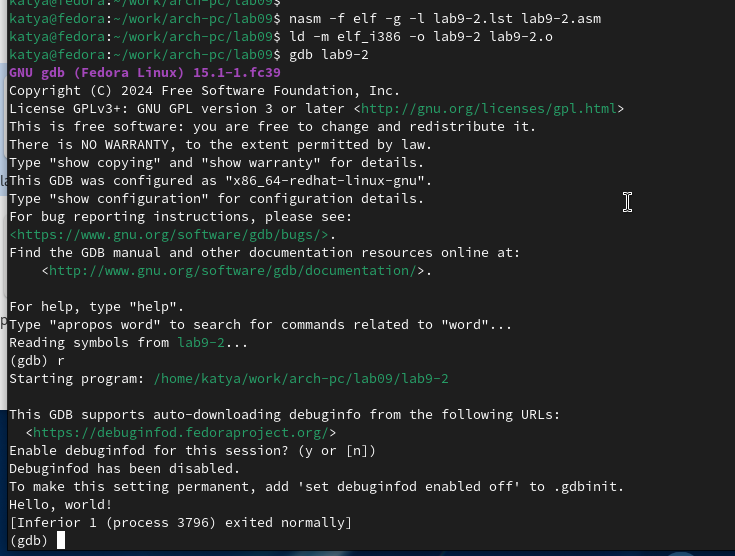 katya@fedora:~/work/arch-pc/lab09$
katya@fedora:~/work/arch-pc/lab09$ nasm -f elf -g -l lab9-2.lst lab9-2.asm
katya@fedora:~/work/arch-pc/lab09$ ld -m elf_i386 -o lab9-2 lab9-2.o
katya@fedora:~/work/arch-pc/lab09$ gdb lab9-2
GNU gdb (Fedora Linux) 15.1-1.fc39
Copyright (C) 2024 Free Software Foundation, Inc.
License GPLv3+: GNU GPL version 3 or later <http://gnu.org/licenses/gpl.html>
This is free software: you are free to change and redistribute it.
There is NO WARRANTY, to the extent permitted by law.
Type "show copying" and "show warranty" for details.
This GDB was configured as "x86_64-redhat-linux-gnu".
Type "show configuration" for configuration details.
For bug reporting instructions, please see:
<https://www.gnu.org/software/gdb/bugs/>.
Find the GDB manual and other documentation resources online at:
    <http://www.gnu.org/software/gdb/documentation/>.

For help, type "help".
Type "apropos word" to search for commands related to "word"...
Reading symbols from lab9-2...
(gdb) r
Starting program: /home/katya/work/arch-pc/lab09/lab9-2

This GDB supports auto-downloading debuginfo from the following URLs:
  <https://debuginfod.fedoraproject.org/>
Enable debuginfod for this session? (y or [n])
Debuginfod has been disabled.
To make this setting permanent, add 'set debuginfod enabled off' to .gdbinit.
Hello, world!
[Inferior 1 (process 3796) exited normally]
(gdb)